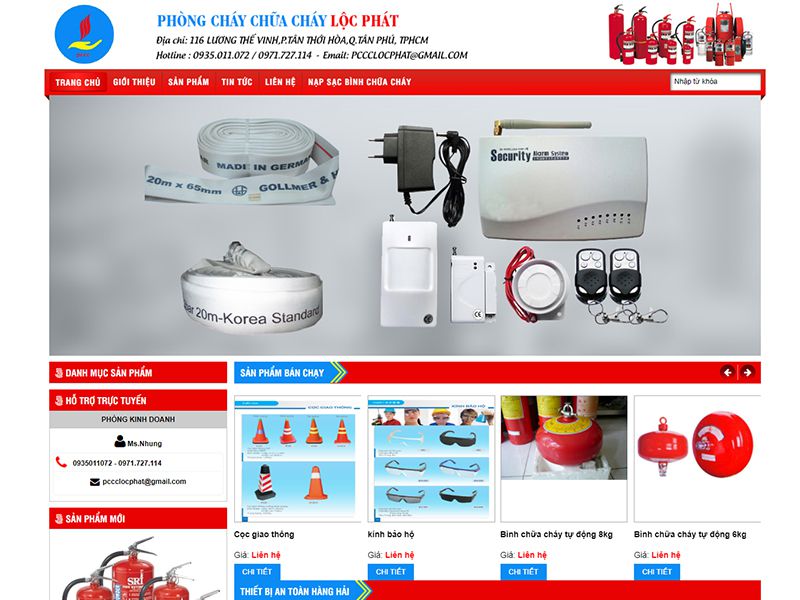 PHÒNG CHÁY CHỮA CHÁY LỘC PHÁT
Địa chỉ: 116 LƯƠNG THẾ VINH,P.TÂN THỚI HÒA,Q.TÂN PHÚ, TPHCM
Hotline : 0935.011.072 / 0971.727.114 - Email: PCCCLOCPHAT@GMAIL.COM
TRANG CHỦ GIỚI THIỆU SẢN PHẨM TIN TỨC LIÊN HỆ NẠP SẠC BÌNH CHỮA CHÁY
Nhập từ khóa
MADE IN GERMA
20m x 65mm GOLLMER &
Security Alarm System
20m-Korea Standard
DANH MỤC SẢN PHẨM
HỖ TRỢ TRỰC TUYẾN
PHÒNG KINH DOANH
Ms.Nhung
0935011072 - 0971.727.114
pccclocphat@gmail.com
SẢN PHẨM MỚI
SRI
SẢN PHẨM BÁN CHẠY
CỌC GIAO THÔNG
KÍNH BẢO HỘ
Cọc giao thông
kính bảo hộ
Bình chữa cháy tự động 8kg
Bình chữa cháy tự động 6kg
Giá: Liên hệ
Giá: Liên hệ
Giá: Liên hệ
Giá: Liên hệ
CHI TIẾT
CHI TIẾT
CHI TIẾT
CHI TIẾT
THIẾT BỊ AN TOÀN HÀNG HẢI